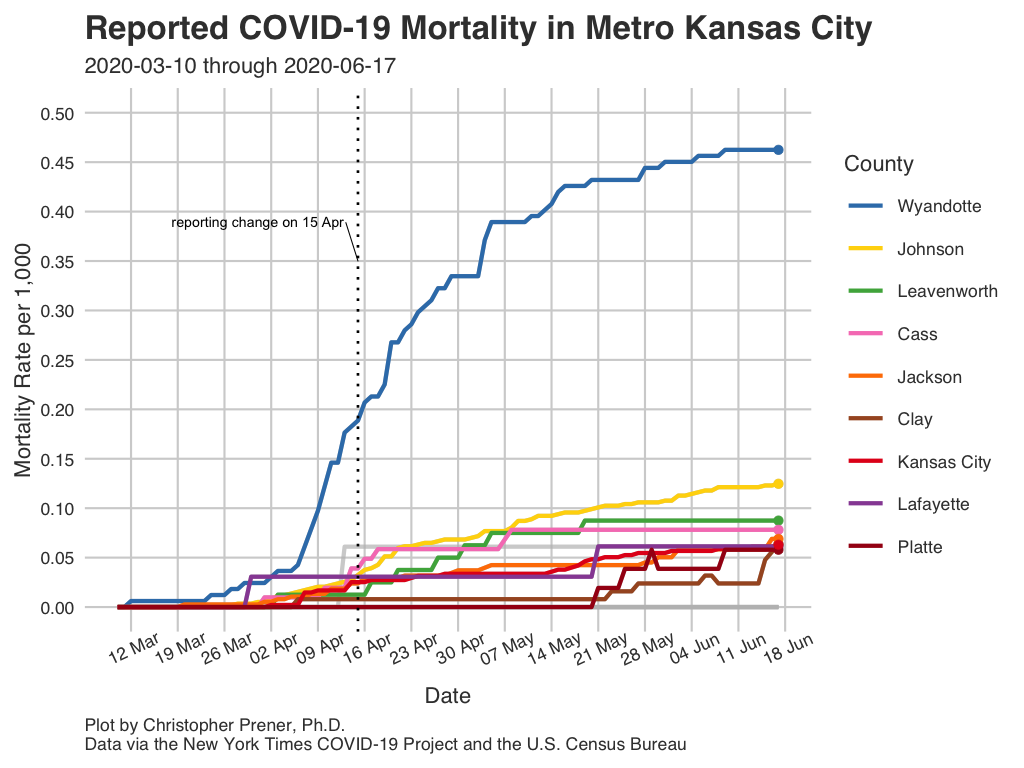 Reported COVID-19 Mortality in Metro Kansas City
2020-03-10 through 2020-06-17
0.50
0.45
0.40
0.35
0.30
0.25
0.20
0.15
0.10
0.05
0.00
Mortality Rate per 1,000
reporting change on 15 Apr
12 Mar
19 Mar
26 Mar
02 Apr
09 Apr
16 Apr
23 Apr
30 Apr
07 May
14 May
21 May
28 May
04 Jun
11 Jun
18 Jun
Date
County
Wyandotte
Johnson
Leavenworth
Cass
Jackson
Clay
Kansas City
Lafayette
Platte
Plot by Christopher Prener, Ph.D.
Data via the New York Times COVID-19 Project and the U.S. Census Bureau